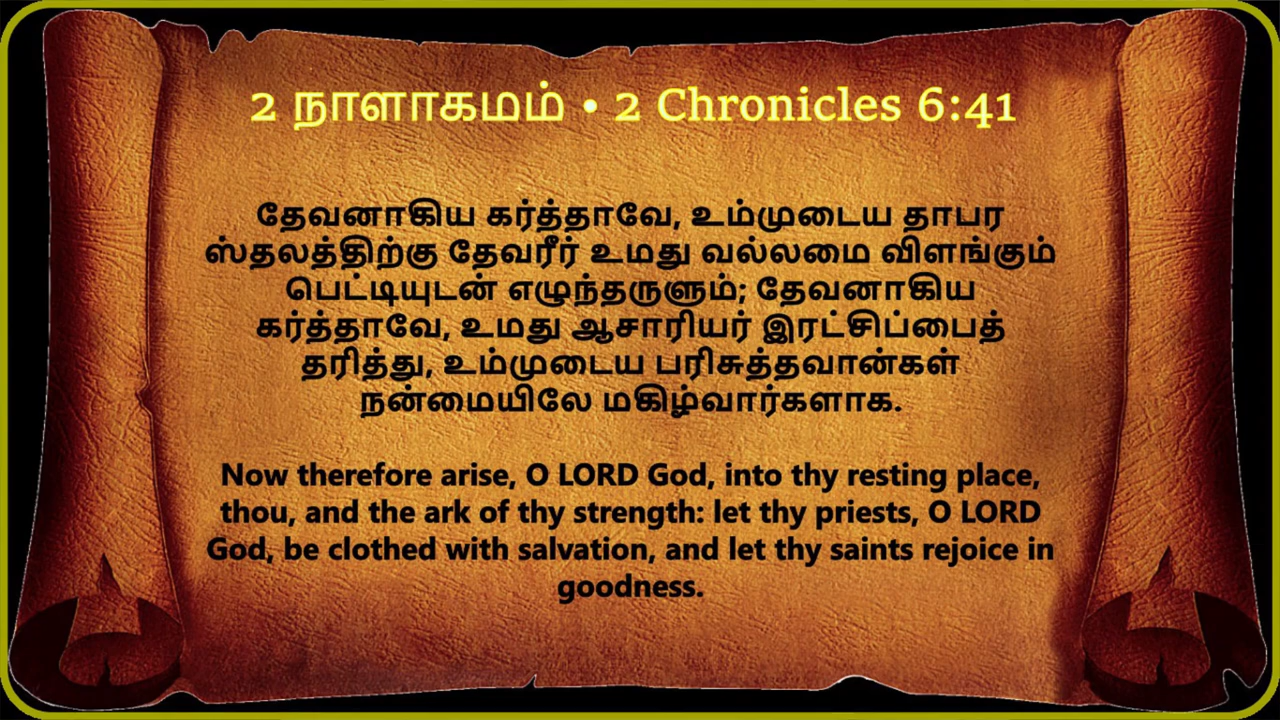 2 நாளாகமம் • 2 Chronicles 6:41
தேவனாகிய கர்த்தாவே, உம்முடைய தாபர
ஸ்தலத்திற்கு தேவரீர் உமது வல்லமை விளங்கும்
பெட்டியுடன் எழுந்தருளும்; தேவனாகிய
கர்த்தாவே, உமது ஆசாரியர் இரட்சிப்பைத்
தரித்து, உம்முடைய பரிசுத்தவான்கள்
நன்மையிலே மகிழ்வார்களாக.
Now therefore arise, O LORD God, into thy resting place,
thou, and the ark of thy strength: let thy priests, O LORD
God, be clothed with salvation, and let thy saints rejoice in
goodness.